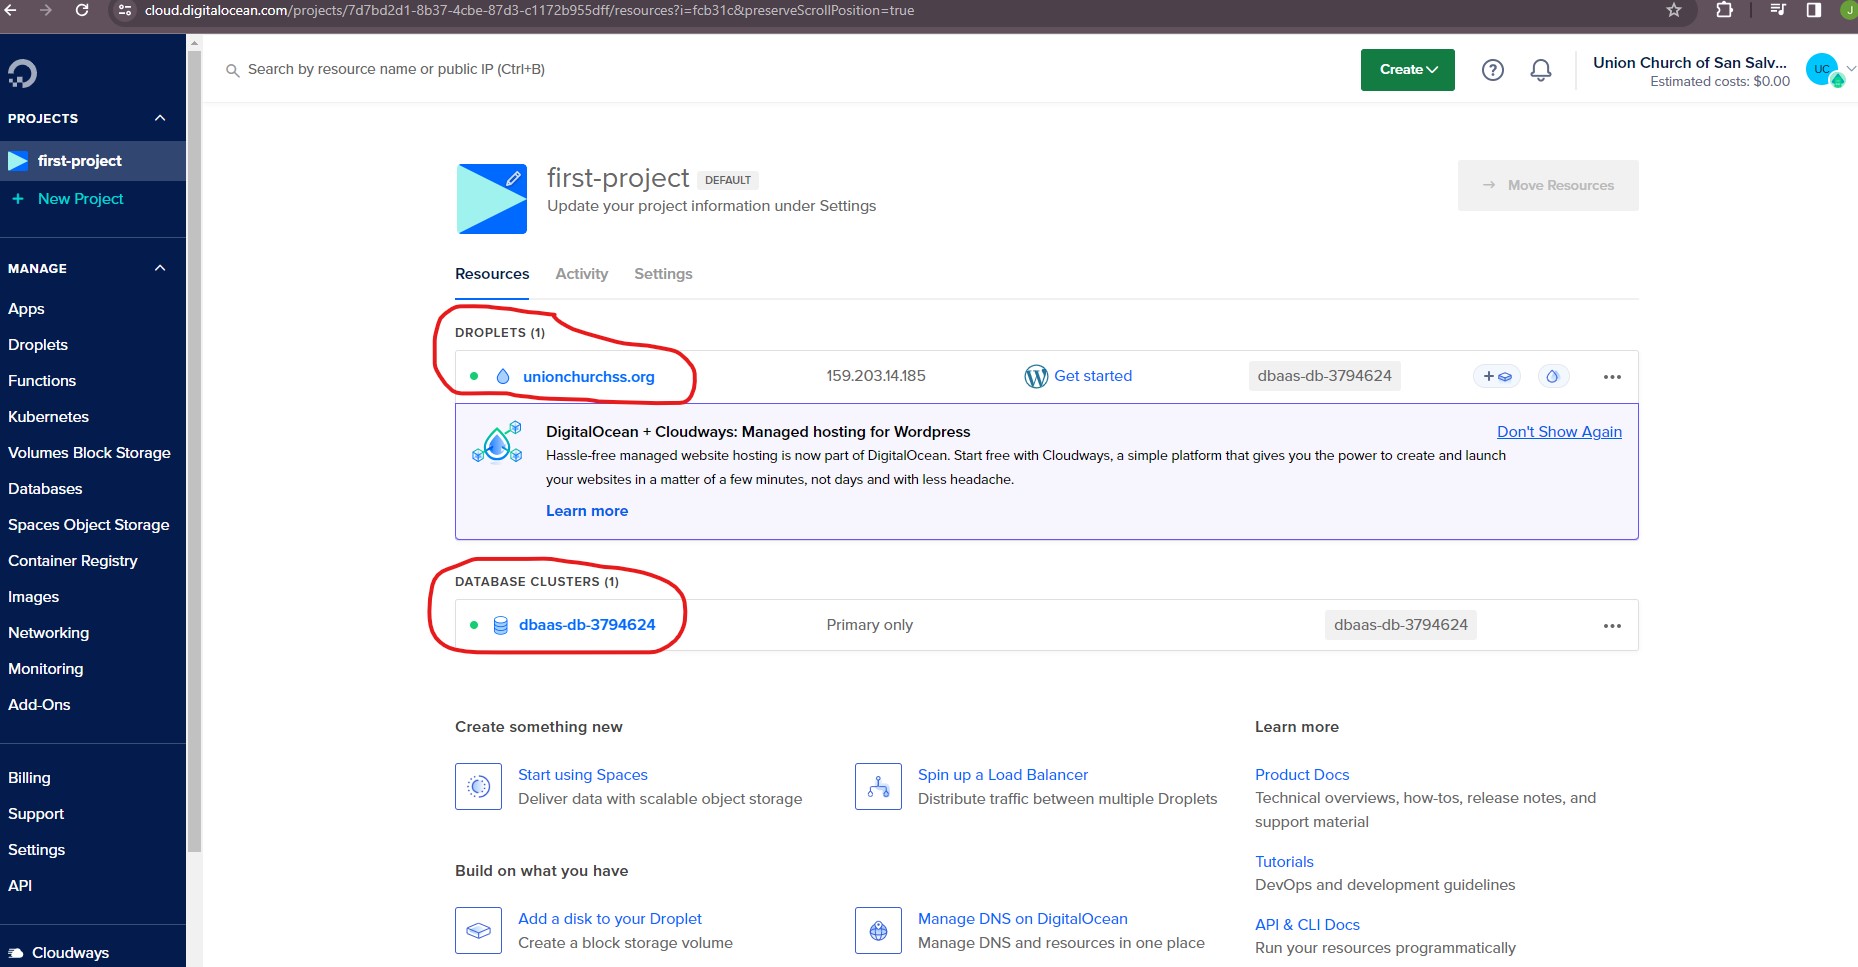 cloud.digitalocean.com/projects/7d7bd2d1-8b37-4cbe-87d3-c1172b955dff/resources?i=fcb31c&preserveScrollPosition=true
J
Search by resource name or public IP (Ctrl+B)
Create
Union Church of San Salv...
Estimated costs: $0.00
UC
PROJECTS
first-project
+ New Project
MANAGE
Apps
Droplets
Functions
Kubernetes
Volumes Block Storage
Databases
Spaces Object Storage
Container Registry
Images
Networking
Monitoring
Add-Ons
Billing
Support
Settings
API
Cloudways
first-project DEFAULT
Update your project information under Settings
→ Move Resources
Resources Activity Settings
DROPLETS (1)
unionchurchss.org 159.203.14.185 Get started dbaas-db-3794624
DigitalOcean + Cloudways: Managed hosting for Wordpress
Don't Show Again
Hassle-free managed website hosting is now part of DigitalOcean. Start free with Cloudways, a simple platform that gives you the power to create and launch
your websites in a matter of a few minutes, not days and with less headache.
Learn more
DATABASE CLUSTERS (1)
dbaas-db-3794624 Primary only dbaas-db-3794624
Create something new
Start using Spaces
Deliver data with scalable object storage
Spin up a Load Balancer
Distribute traffic between multiple Droplets
Build on what you have
Add a disk to your Droplet
Create a block storage volume
Manage DNS on DigitalOcean
Manage DNS and resources in one place
Learn more
Product Docs
Technical overviews, how-tos, release notes, and
support material
Tutorials
DevOps and development guidelines
API & CLI Docs
Run your resources programmatically